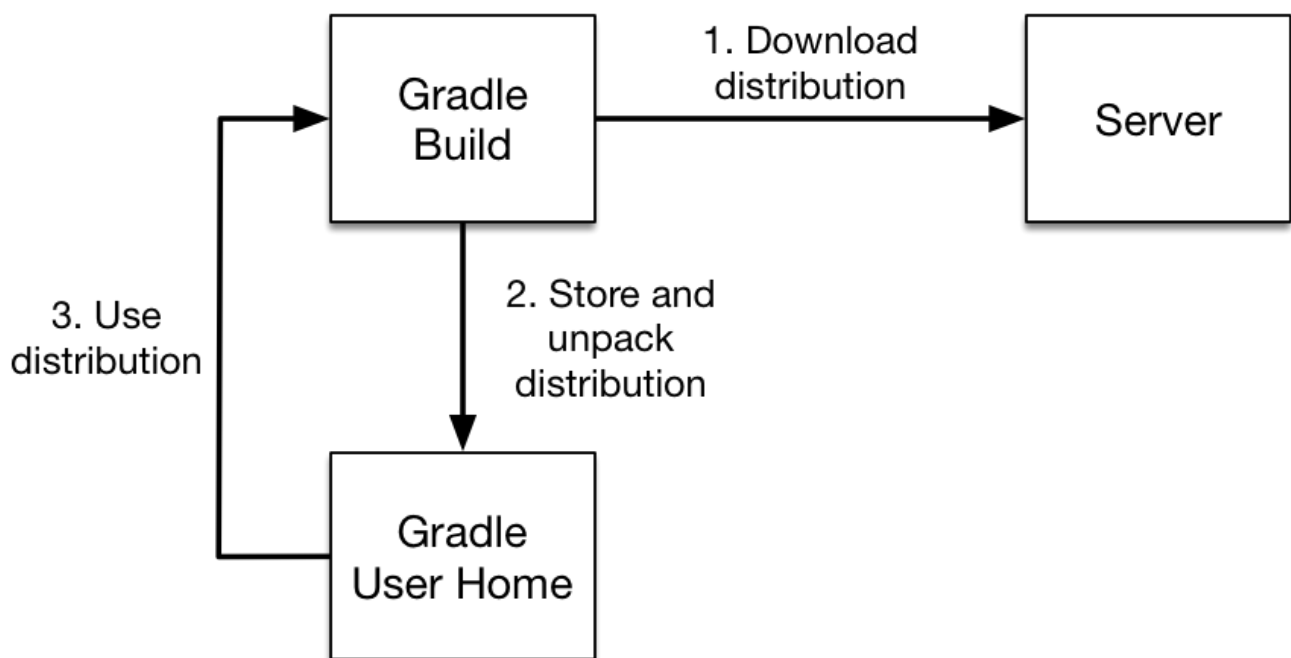 Gradle
Build
1. Download
distribution
Server
3. Use
distribution
2. Store and
unpack
distribution
Gradle
User Home